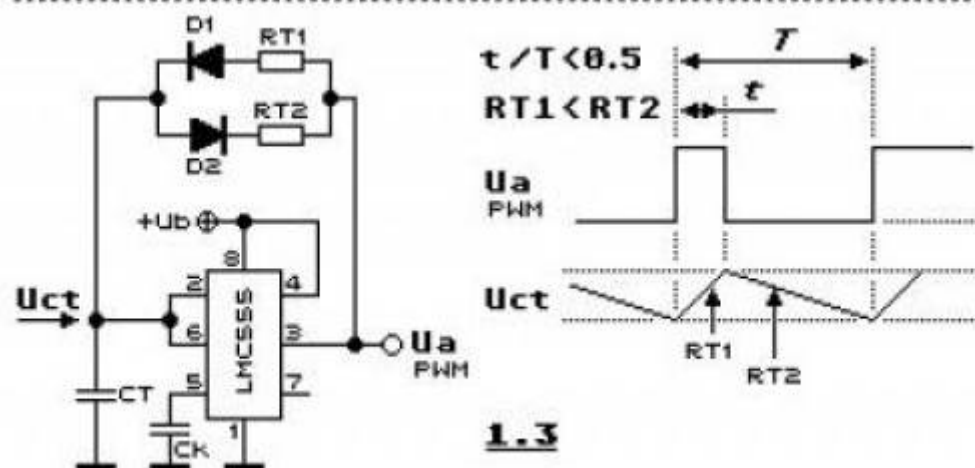 D1
RT1
RT2
D2
+Ub
8
2
4
6
3
5
7
1
LMC555
Uct
CT
CK
Ua
PWM
t/T<0.5
RT1<RT2
T
t
Ua
PWM
Uct
RT1
RT2
1.3